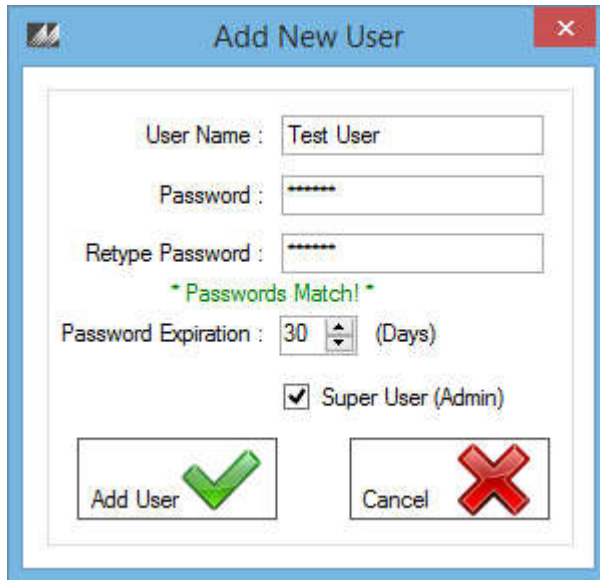 Add New User
User Name : Test User
Password : ******
Retype Password : ******
* Passwords Match! *
Password Expiration : 30 (Days)
Super User (Admin)
Add User Cancel